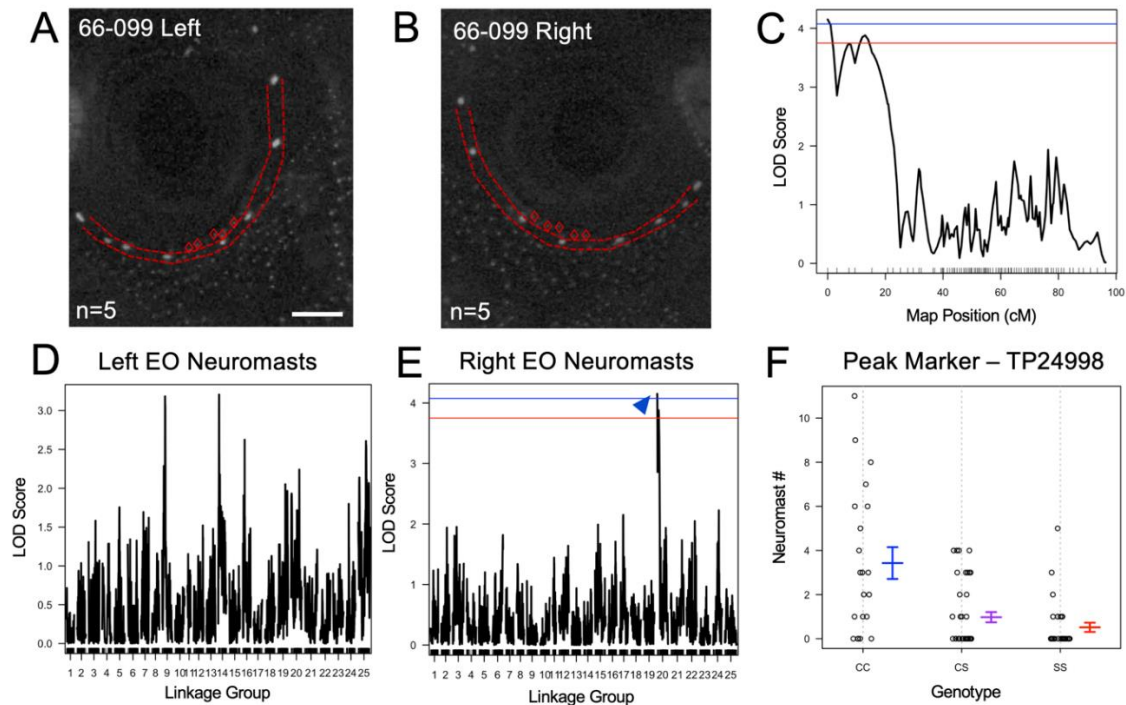 A
66-099 Left
n=5
B
66-099 Right
n=5
C
LOD Score
4
3
2
1
0
0 20 40 60 80 100
Map Position (cM)
D
Left EO Neuromasts
LOD Score
3.0
2.5
2.0
1.5
1.0
0.5
0.0
1 2 3 4 5 6 7 8 9 10 11 12 13 14 15 16 17 18 19 20 21 22 23 24 25
Linkage Group
E
Right EO Neuromasts
LOD Score
4
3
2
1
0
1 2 3 4 5 6 7 8 9 10 11 12 13 14 15 16 17 18 19 20 21 22 23 24 25
Linkage Group
F
Peak Marker – TP24998
Neuromast #
10
8
6
4
2
0
CC CS SS
Genotype